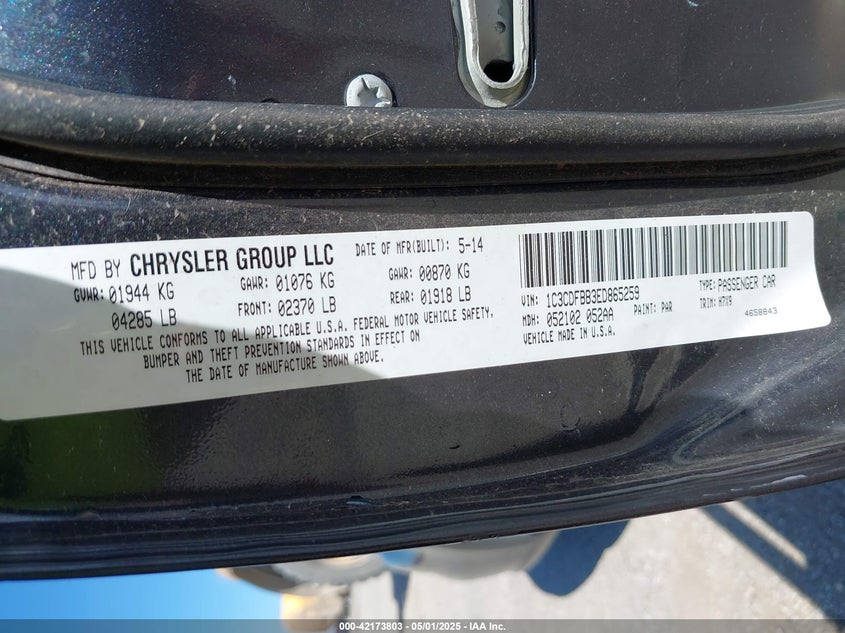 MFD BY CHRYSLER GROUP LLC DATE OF MFR(BUILT): 5-14
GVWR: 01944 KG GAWR: 01076 KG GAWR: 00870 KG
04285 LB FRONT: 02370 LB REAR: 01918 LB
THIS VEHICLE CONFORMS TO ALL APPLICABLE U.S.A. FEDERAL MOTOR VEHICLE SAFETY,
BUMPER AND THEFT PREVENTION STANDARDS IN EFFECT ON
THE DATE OF MANUFACTURE SHOWN ABOVE.
VIN: 1C3CDFBB3ED865259 TYPE: PASSENGER CAR
MDH: 052102 052AA PAINT: PAR TRIM: H7X9
VEHICLE MADE IN U.S.A. 4658843
000-42173803 — 05/01/2025 — IAA Inc.